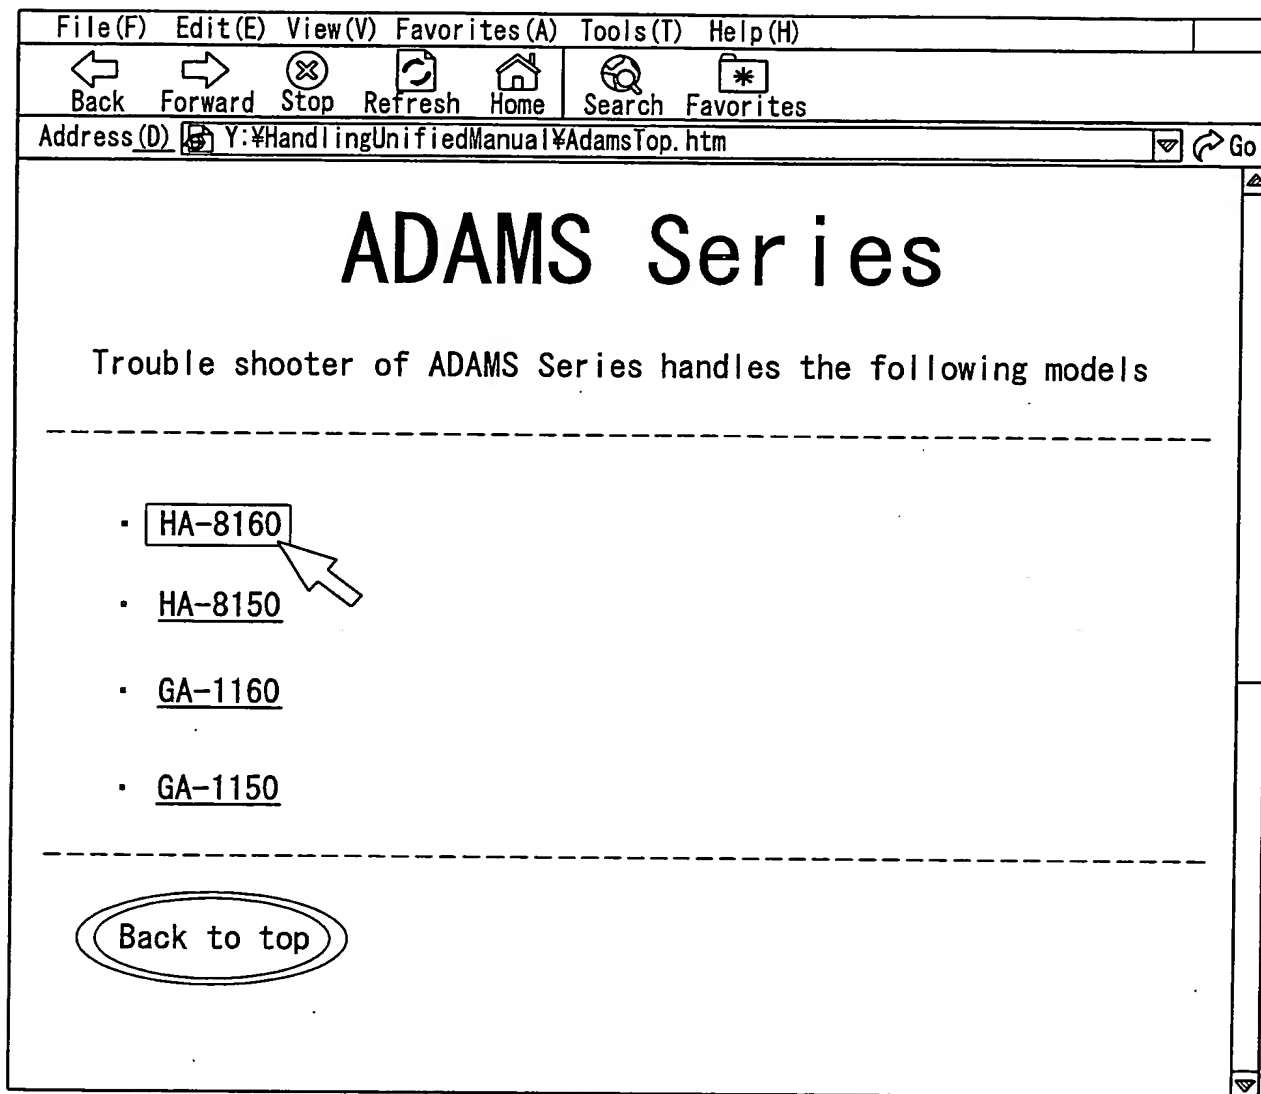 File(F) Edit(E) View(V) Favorites(A) Tools(T) Help(H)
Back Forward Stop Refresh Home Search Favorites
Address(D) Y:¥HandlingUnifiedManual¥AdamsTop.htm Go
ADAMS Series
Trouble shooter of ADAMS Series handles the following models
· HA-8160
· HA-8150
· GA-1160
· GA-1150
Back to top